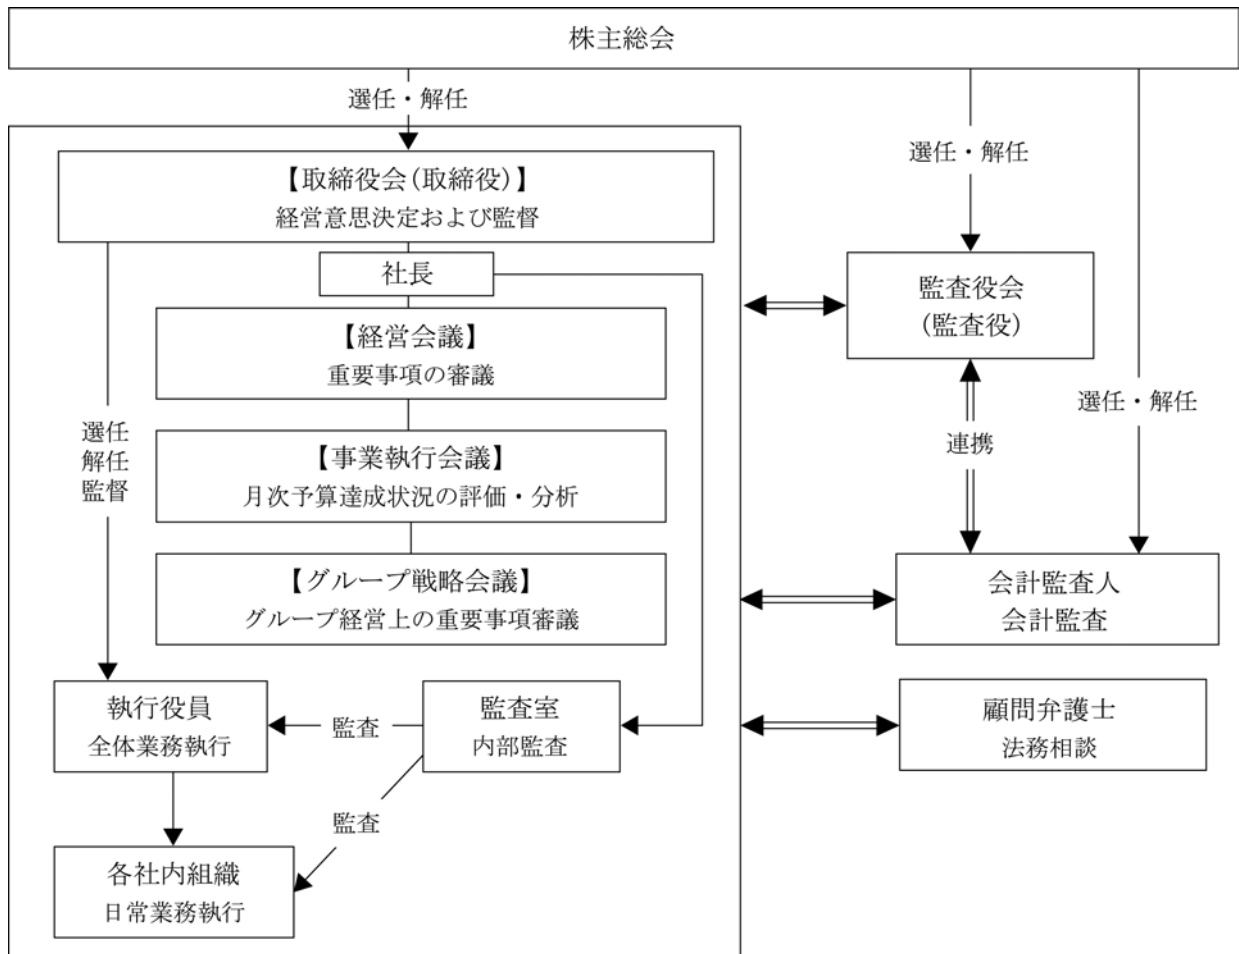 株主総会
選任・解任
選任・解任
選任・解任
【取締役会(取締役)】
経営意思決定および監督
社長
【経営会議】
重要事項の審議
【事業執行会議】
月次予算達成状況の評価・分析
【グループ戦略会議】
グループ経営上の重要事項審議
選任
解任
監督
監査役会
(監査役)
連携
会計監査人
会計監査
執行役員
全体業務執行
監査
監査室
内部監査
顧問弁護士
法務相談
監査
各社内組織
日常業務執行